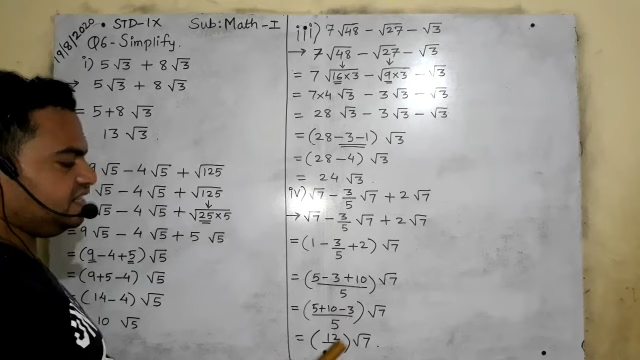 19/8/2020 • STD-IX Sub: Math-I
Q6- Simplify.
i) 5√3 + 8√3
→ 5√3 + 8√3
= 5+8 √3
13 √3
9√5 - 4√5 + √125
√5 - 4√5 + √125
√5 - 4√5 + √25×5
= 9√5 - 4√5 + 5 √5
= (9-4+5) √5
= (9+5-4) √5
= (14-4) √5
10 √5
iii) 7√48 - √27 - √3
→ 7√48 - √27 - √3
= 7 √16×3 - √9×3 - √3
= 7×4 √3 - 3√3 - √3
= 28 √3 - 3√3 - √3
= (28-3-1) √3
= (28-4) √3
= 24 √3
iv) √7 - 3/5 √7 + 2√7
→ √7 - 3/5 √7 + 2√7
= (1 - 3/5 + 2) √7
= (5-3+10 / 5) √7
= (5+10-3 / 5) √7
= (12 / ) √7.